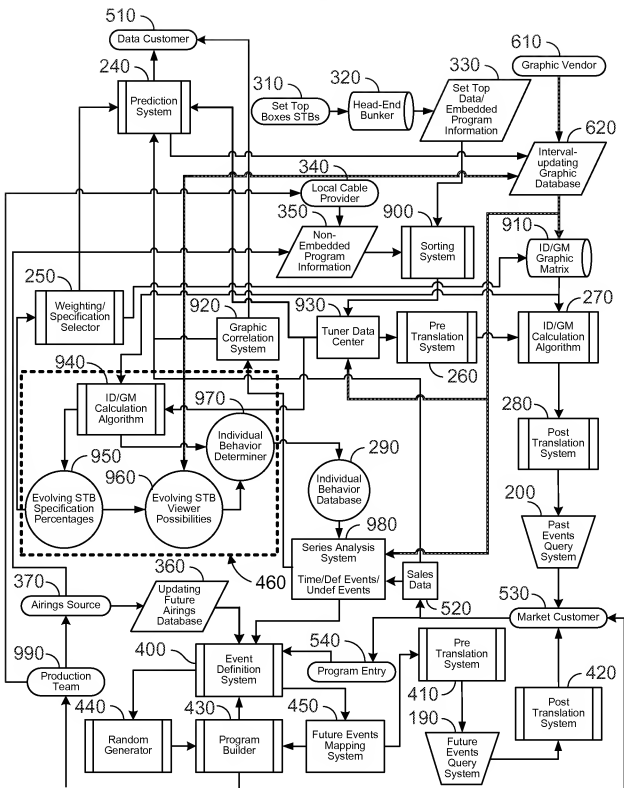 510
Data Customer
240
Prediction
System
310
Set Top
Boxes STBs
320
Head-End
Bunker
330
Set Top
Data/
Embedded
Program
Information
610
Graphic Vendor
620
Interval-
updating
Graphic
Database
340
Local Cable
Provider
350
Non-
Embedded
Program
Information
900
Sorting
System
910
ID/GM
Graphic
Matrix
250
Weighting/
Specification
Selector
920
Graphic
Correlation
System
930
Tuner Data
Center
Pre
Translation
System
260
270
ID/GM
Calculation
Algorithm
940
ID/GM
Calculation
Algorithm
970
Individual
Behavior
Determiner
280
Post
Translation
System
950
Evolving STB
Specification
Percentages
960
Evolving STB
Viewer
Possibilities
290
Individual
Behavior
Database
200
Past
Events
Query
System
980
Series Analysis
System
Time/Def Events/
Undef Events
460
Sales
Data
520
370
Airings Source
360
Updating
Future
Airings
Database
530
Market Customer
990
Production
Team
400
Event
Definition
System
540
Program Entry
Pre
Translation
System
410
420
Post
Translation
System
440
Random
Generator
430
Program
Builder
450
Future Events
Mapping
System
190
Future
Events
Query
System